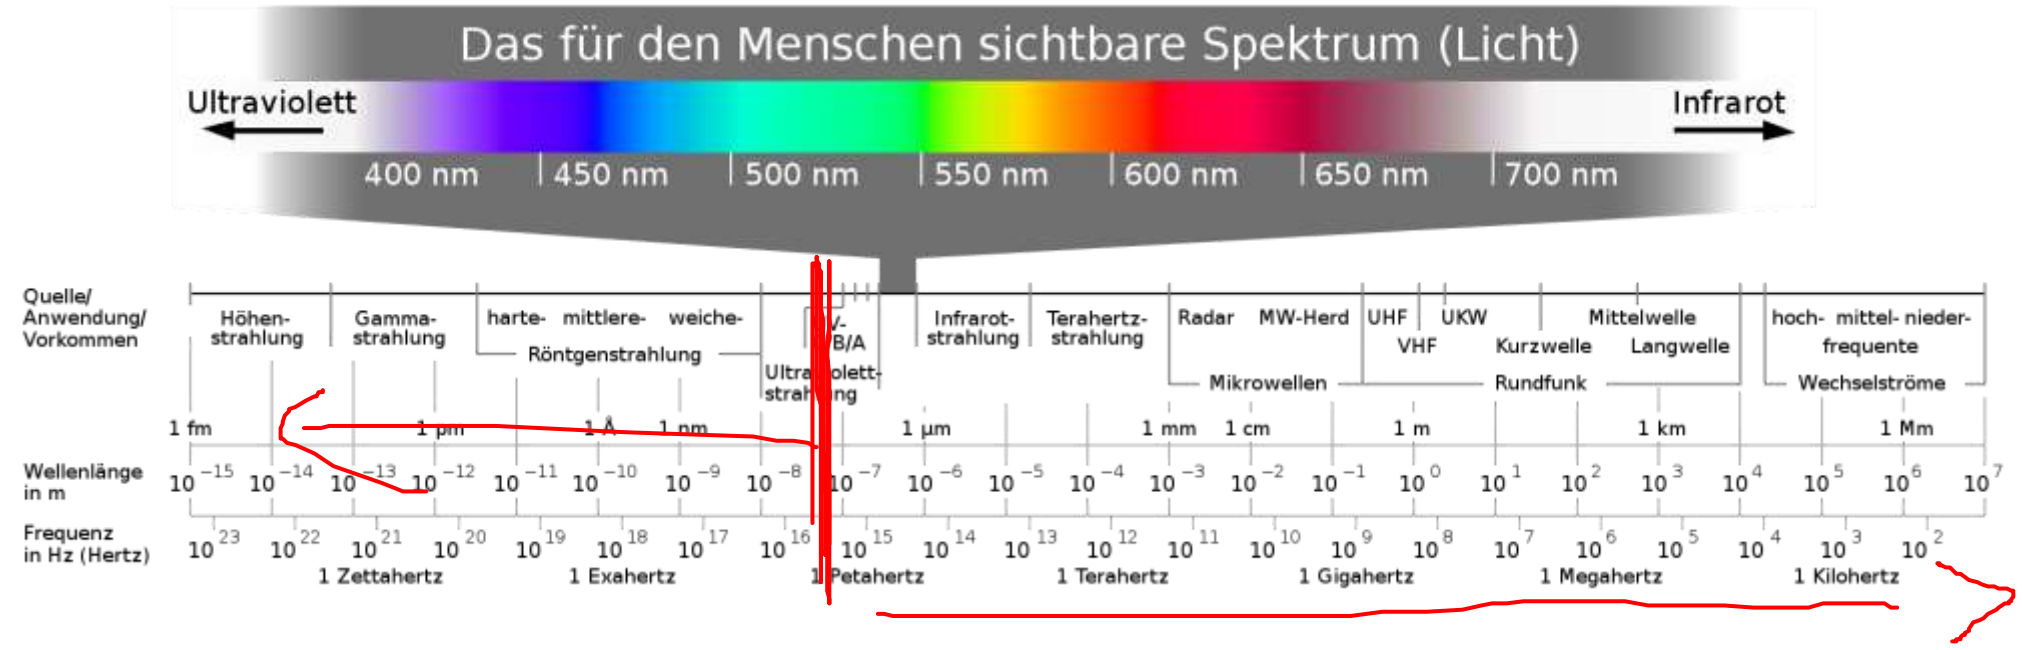 Das für den Menschen sichtbare Spektrum (Licht)
Ultraviolett
Infrarot
400 nm 450 nm 500 nm 550 nm 600 nm 650 nm 700 nm
Quelle/
Anwendung/
Vorkommen
Höhen-
strahlung
Gamma-
strahlung
harte- mittlere- weiche-
Röntgenstrahlung
V-
B/A
Infrarot-
strahlung
Terahertz-
strahlung
Radar MW-Herd
Mikrowellen
UHF UKW Mittelwelle
VHF Kurzwelle Langwelle
Rundfunk
hoch- mittel- nieder-
frequente
Wechselströme
1 fm 1 pm 1 Å 1 nm 1 µm 1 mm 1 cm 1 m 1 km 1 Mm
Wellenlänge
in m
10⁻¹⁵ 10⁻¹⁴ 10⁻¹³ 10⁻¹² 10⁻¹¹ 10⁻¹⁰ 10⁻⁹ 10⁻⁸ 10⁻⁷ 10⁻⁶ 10⁻⁵ 10⁻⁴ 10⁻³ 10⁻² 10⁻¹ 10⁰ 10¹ 10² 10³ 10⁴ 10⁵ 10⁶ 10⁷
Frequenz
in Hz (Hertz)
10²³ 10²² 10²¹ 10²⁰ 10¹⁹ 10¹⁸ 10¹⁷ 10¹⁶ 10¹⁵ 10¹⁴ 10¹³ 10¹² 10¹¹ 10¹⁰ 10⁹ 10⁸ 10⁷ 10⁶ 10⁵ 10⁴ 10³ 10²
1 Zettahertz 1 Exahertz 1 Petahertz 1 Terahertz 1 Gigahertz 1 Megahertz 1 Kilohertz